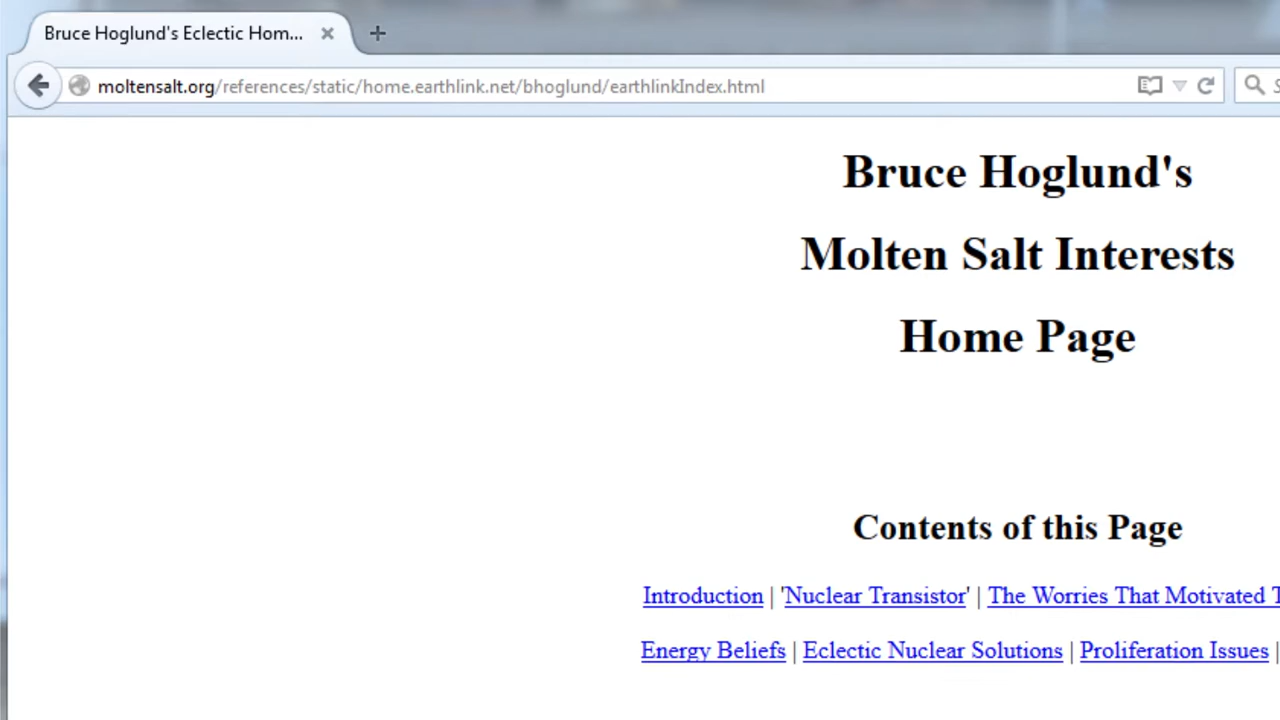 Bruce Hoglund's Eclectic Hom...
moltensalt.org/references/static/home.earthlink.net/bhoglund/earthlinkIndex.html
Bruce Hoglund's
Molten Salt Interests
Home Page
Contents of this Page
Introduction | 'Nuclear Transistor' | The Worries That Motivated
Energy Beliefs | Eclectic Nuclear Solutions | Proliferation Issues |